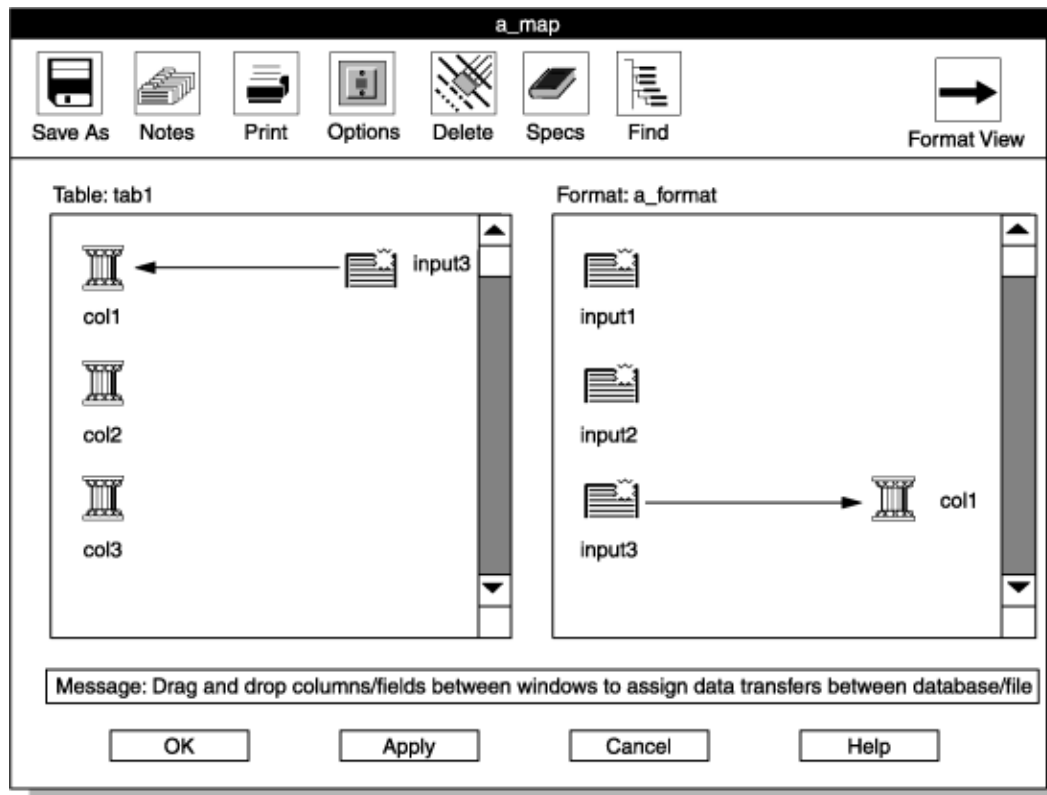 a_map
Save As Notes Print Options Delete Specs Find Format View
Table: tab1 Format: a_format
input3
col1 input1
col2 input2
col1
col3 input3
Message: Drag and drop columns/fields between windows to assign data transfers between database/file
OK Apply Cancel Help